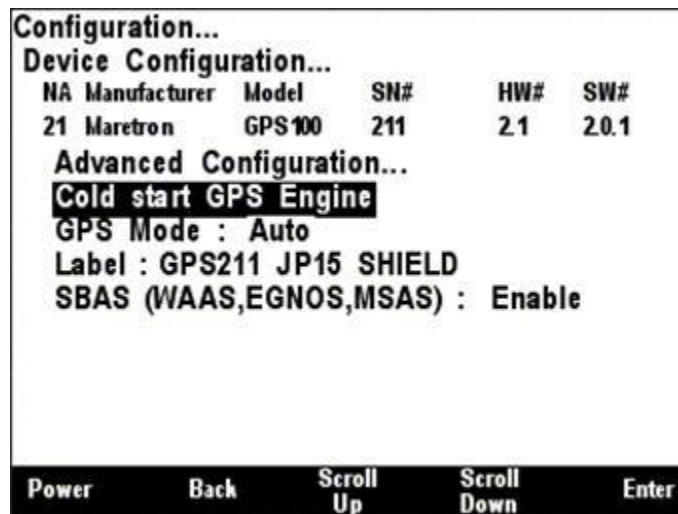 Configuration...
Device Configuration...
NA Manufacturer Model SN# HW# SW#
21 Maretron GPS100 211 2.1 2.0.1
Advanced Configuration...
Cold start GPS Engine
GPS Mode : Auto
Label : GPS211 JP15 SHIELD
SBAS (WAAS,EGNOS,MSAS) : Enable
Power Back Scroll Up Scroll Down Enter